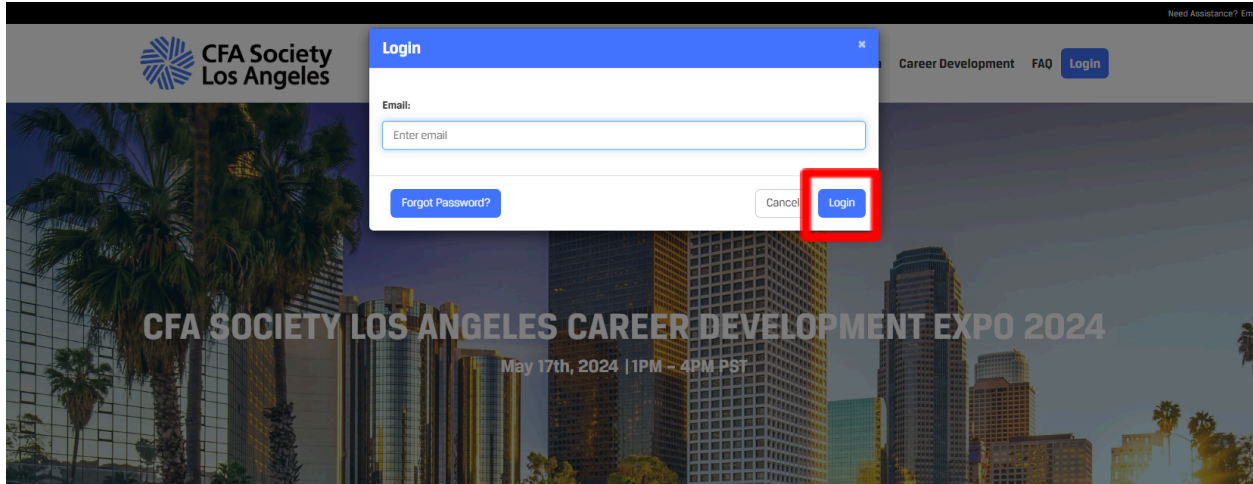 Need Assistance? Em
CFA Society
Los Angeles
Login
×
Career Development FAQ Login
Email:
Enter email
Forgot Password?
Cancel
Login
CFA SOCIETY LOS ANGELES CAREER DEVELOPMENT EXPO 2024
May 17th, 2024 | 1PM – 4PM PST